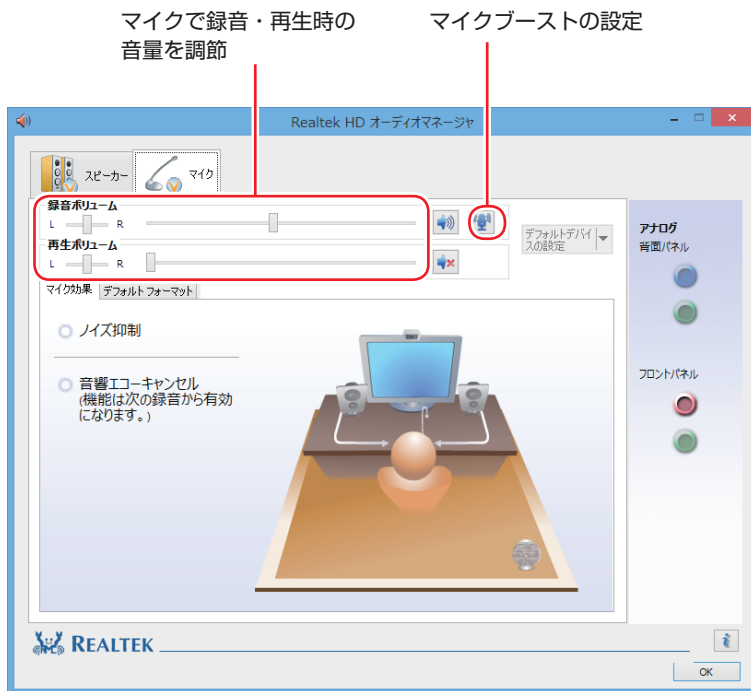 マイクで録音・再生時の
音量を調節
マイクブーストの設定
Realtek HD オーディオマネージャ
スピーカー
マイク
録音ボリューム
L R
デフォルトデバイ
スの設定
再生ボリューム
L R
マイク効果 デフォルト フォーマット
ノイズ抑制
音響エコーキャンセル
(機能は次の録音から有効
になります。)
アナログ
背面パネル
フロントパネル
REALTEK
i
OK